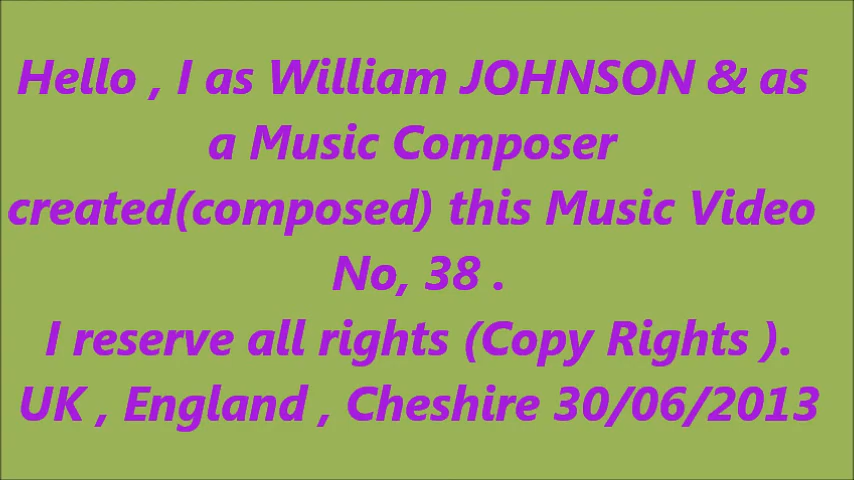 Hello , I as William JOHNSON & as
a Music Composer
created(composed) this Music Video
No, 38 .
I reserve all rights (Copy Rights ).
UK , England , Cheshire 30/06/2013